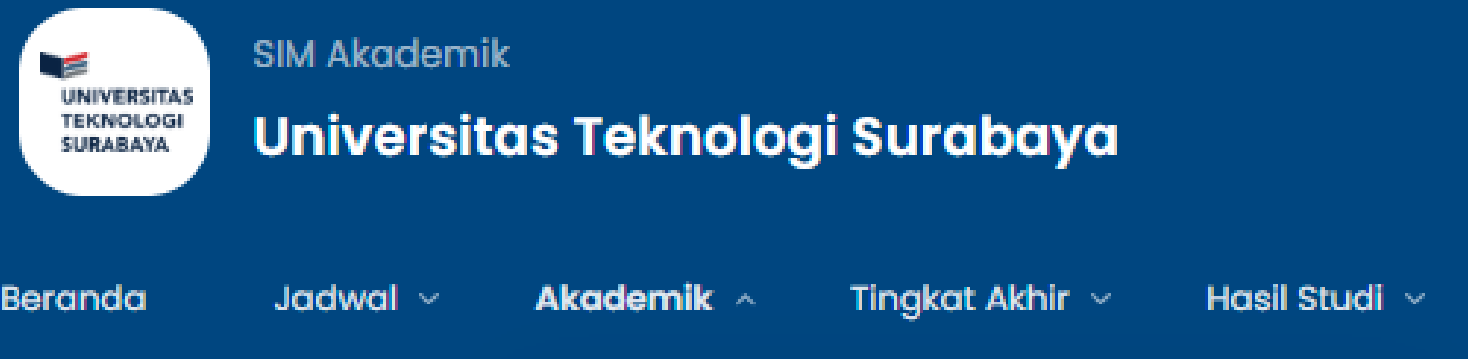 UNIVERSITAS
TEKNOLOGI
SURABAYA
SIM Akademik
Universitas Teknologi Surabaya
Beranda Jadwal Akademik Tingkat Akhir Hasil Studi